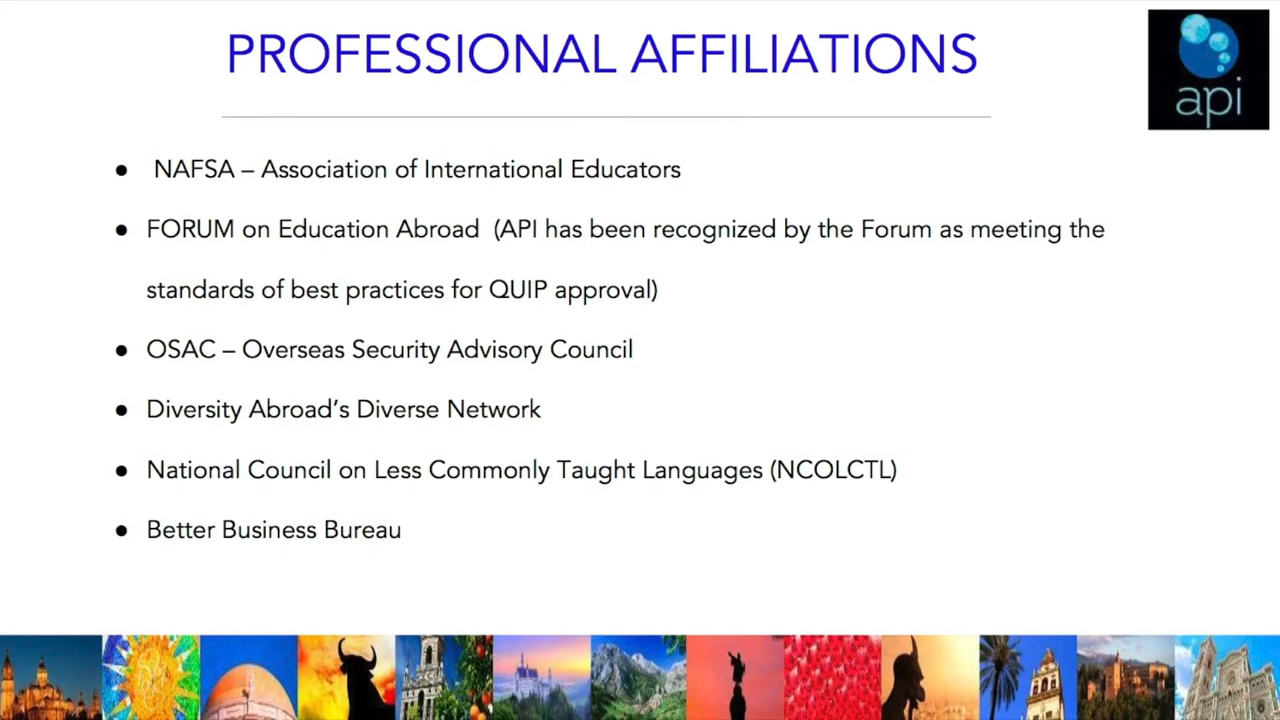 PROFESSIONAL AFFILIATIONS
api
● NAFSA – Association of International Educators
● FORUM on Education Abroad (API has been recognized by the Forum as meeting the
standards of best practices for QUIP approval)
● OSAC – Overseas Security Advisory Council
● Diversity Abroad’s Diverse Network
● National Council on Less Commonly Taught Languages (NCOLCTL)
● Better Business Bureau